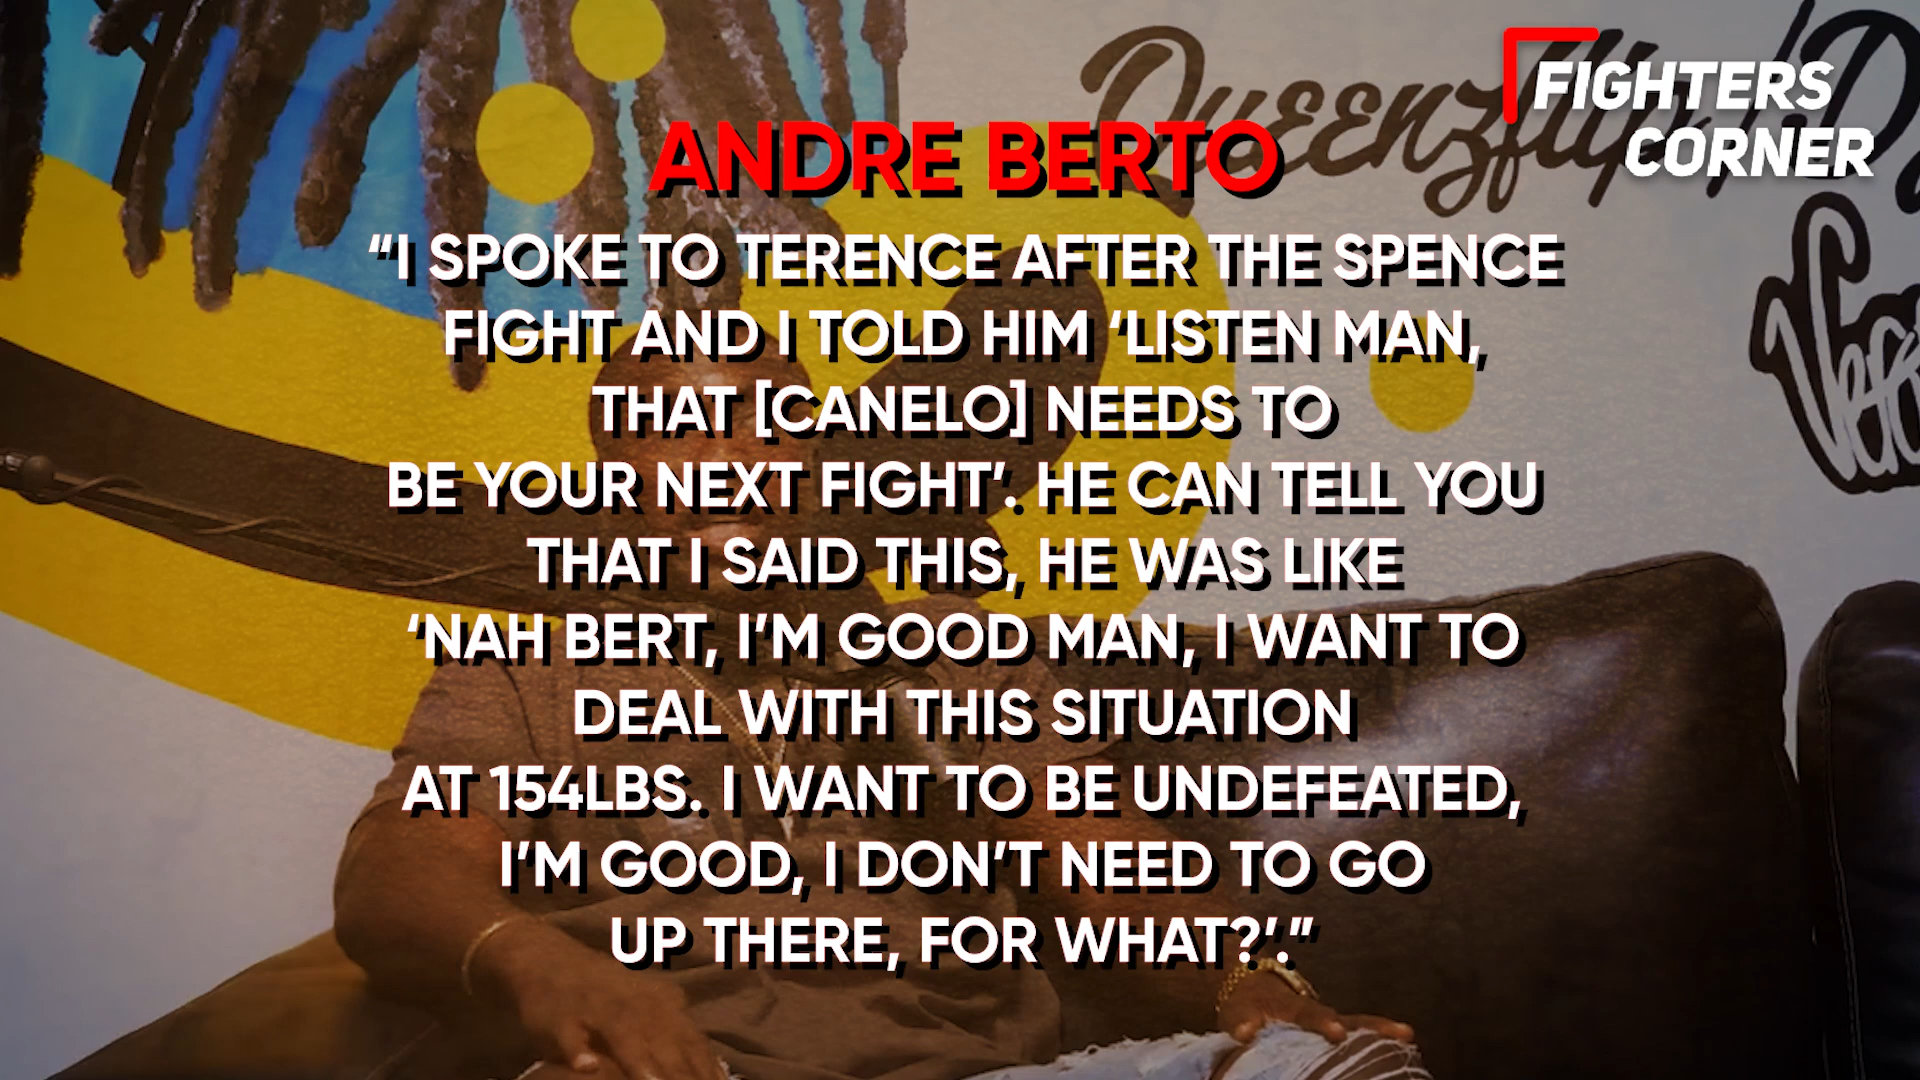 Queenzflip
FIGHTERS
CORNER
ANDRE BERTO
“I SPOKE TO TERENCE AFTER THE SPENCE
FIGHT AND I TOLD HIM ‘LISTEN MAN,
THAT [CANELO] NEEDS TO
BE YOUR NEXT FIGHT’. HE CAN TELL YOU
THAT I SAID THIS, HE WAS LIKE
‘NAH BERT, I’M GOOD MAN, I WANT TO
DEAL WITH THIS SITUATION
AT 154LBS. I WANT TO BE UNDEFEATED,
I’M GOOD, I DON’T NEED TO GO
UP THERE, FOR WHAT?’.”